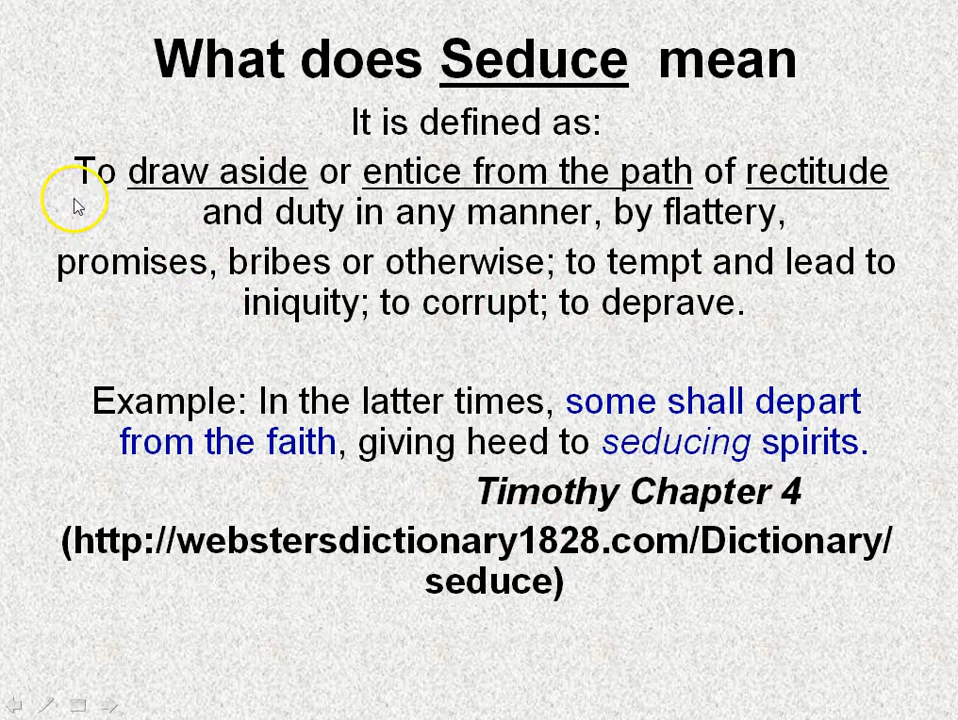 What does Seduce mean
It is defined as:
To draw aside or entice from the path of rectitude
and duty in any manner, by flattery,
promises, bribes or otherwise; to tempt and lead to
iniquity; to corrupt; to deprave.
Example: In the latter times, some shall depart
from the faith, giving heed to seducing spirits.
Timothy Chapter 4
(http://webstersdictionary1828.com/Dictionary/
seduce)